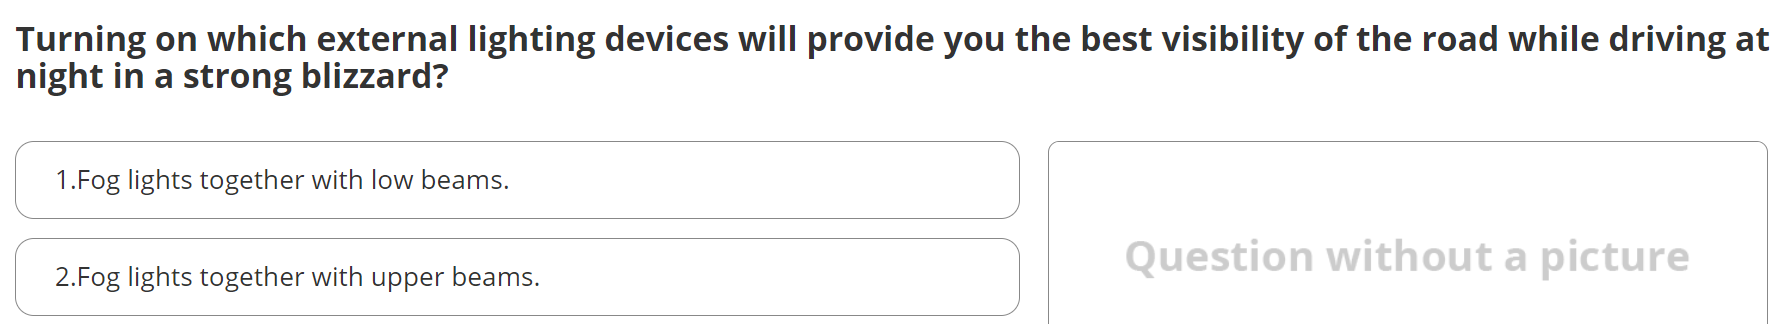 Turning on which external lighting devices will provide you the best visibility of the road while driving at
night in a strong blizzard?
1.Fog lights together with low beams.
2.Fog lights together with upper beams.
Question without a picture